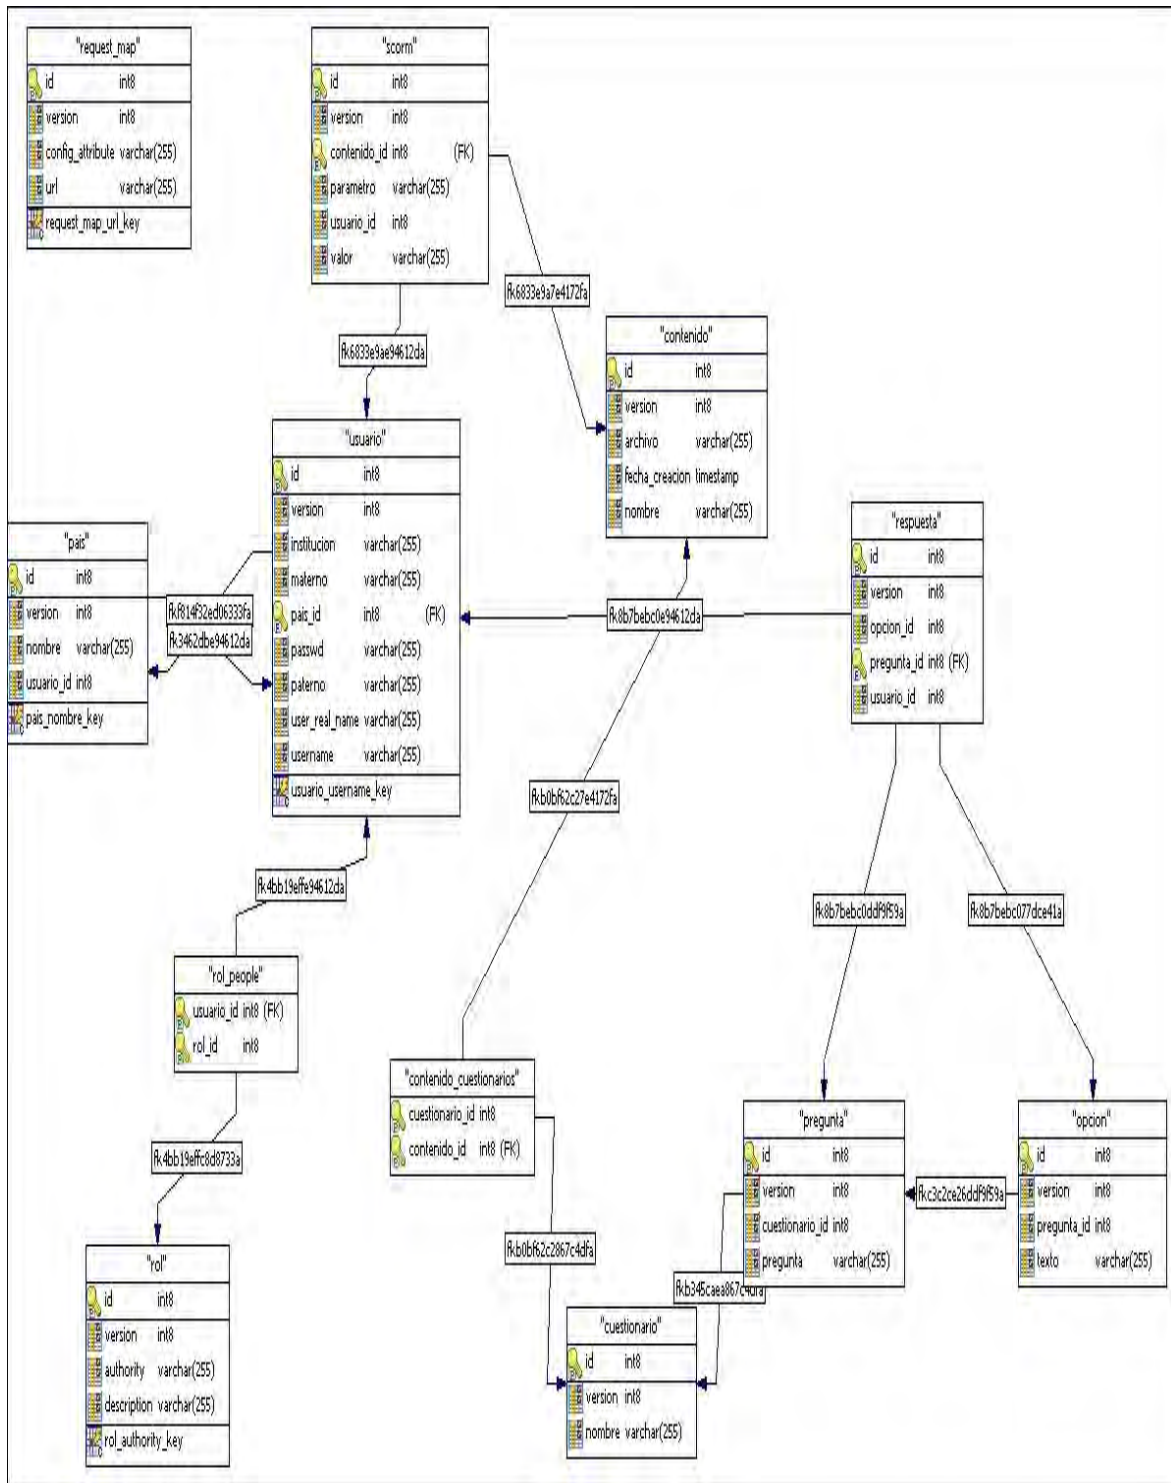 "request_map"
id int8
version int8
config_attribute varchar(255)
url varchar(255)
request_map_url_key
"scorm"
id int8
version int8
contenido_id int8 (FK)
parametro varchar(255)
usuario_id int8
valor varchar(255)
fk6833e9a7e4172fa
fk6833e9ae94612da
"contenido"
id int8
version int8
archivo varchar(255)
fecha_creacion timestamp
nombre varchar(255)
"usuario"
id int8
version int8
institucion varchar(255)
materno varchar(255)
pais_id int8 (FK)
passwd varchar(255)
paterno varchar(255)
user_real_name varchar(255)
username varchar(255)
usuario_username_key
"pais"
id int8
version int8
nombre varchar(255)
usuario_id int8
pais_nombre_key
fkf814f32ed06333fa
fk3462dbe94612da
fk8b7bebc0e94612da
"respuesta"
id int8
version int8
opcion_id int8
pregunta_id int8 (FK)
usuario_id int8
fkb0bf62c27e4172fa
fk4bb19effe94612da
fk8b7bebc0ddf9f59a
fk8b7bebc077dce41a
"rol_people"
usuario_id int8 (FK)
rol_id int8
"contenido_cuestionarios"
cuestionario_id int8
contenido_id int8 (FK)
fk4bb19effc8d8733a
"pregunta"
id int8
version int8
cuestionario_id int8
pregunta varchar(255)
"opcion"
id int8
version int8
pregunta_id int8
texto varchar(255)
fkc3c2ce26ddf9f59a
fkb0bf62c2867c4dfa
fkb345caea867c4dfa
"rol"
id int8
version int8
authority varchar(255)
description varchar(255)
rol_authority_key
"cuestionario"
id int8
version int8
nombre varchar(255)